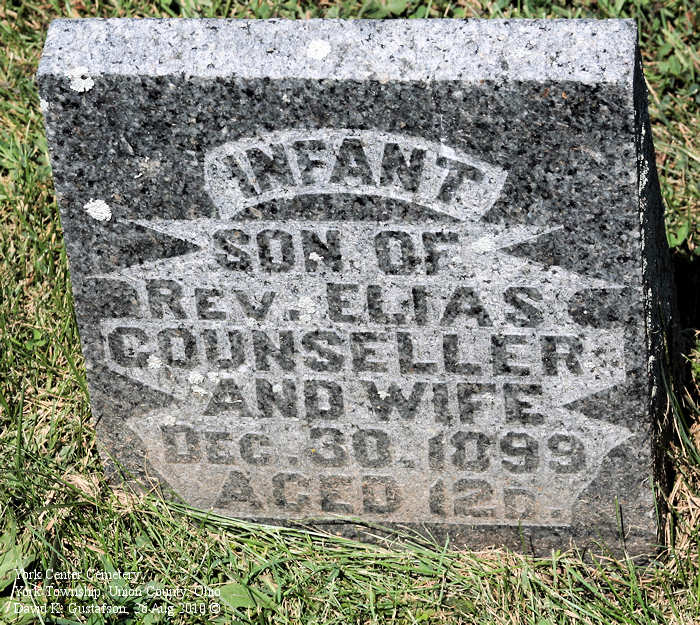 INFANT
SON OF
REV. ELIAS
COUNSELLER
AND WIFE
DEC. 30. 1899
AGED 12D.
York Center Cemetery,
York Township, Union County, Ohio
David K. Gustafson, 26 Aug 2010 ©